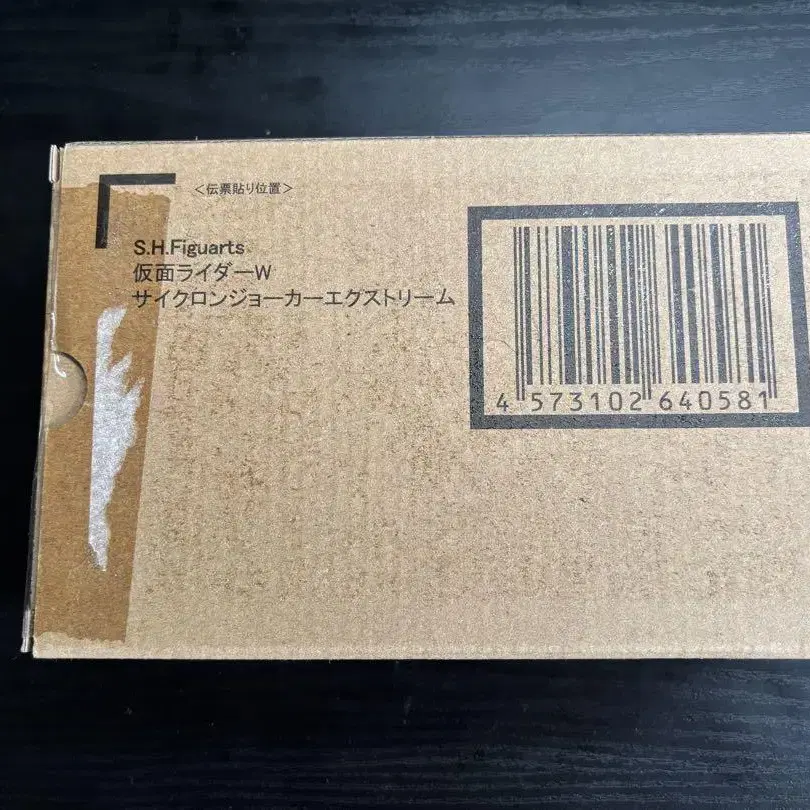 ＜伝票貼り位置＞
S.H.Figuarts
仮面ライダーW
サイクロンジョーカーエクストリーム
4 573102 640581